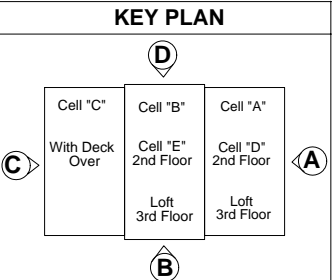 KEY PLAN
D
Cell "C"
With Deck
Over
Cell "B"
Cell "E"
2nd Floor
Loft
3rd Floor
Cell "A"
Cell "D"
2nd Floor
Loft
3rd Floor
C
A
B